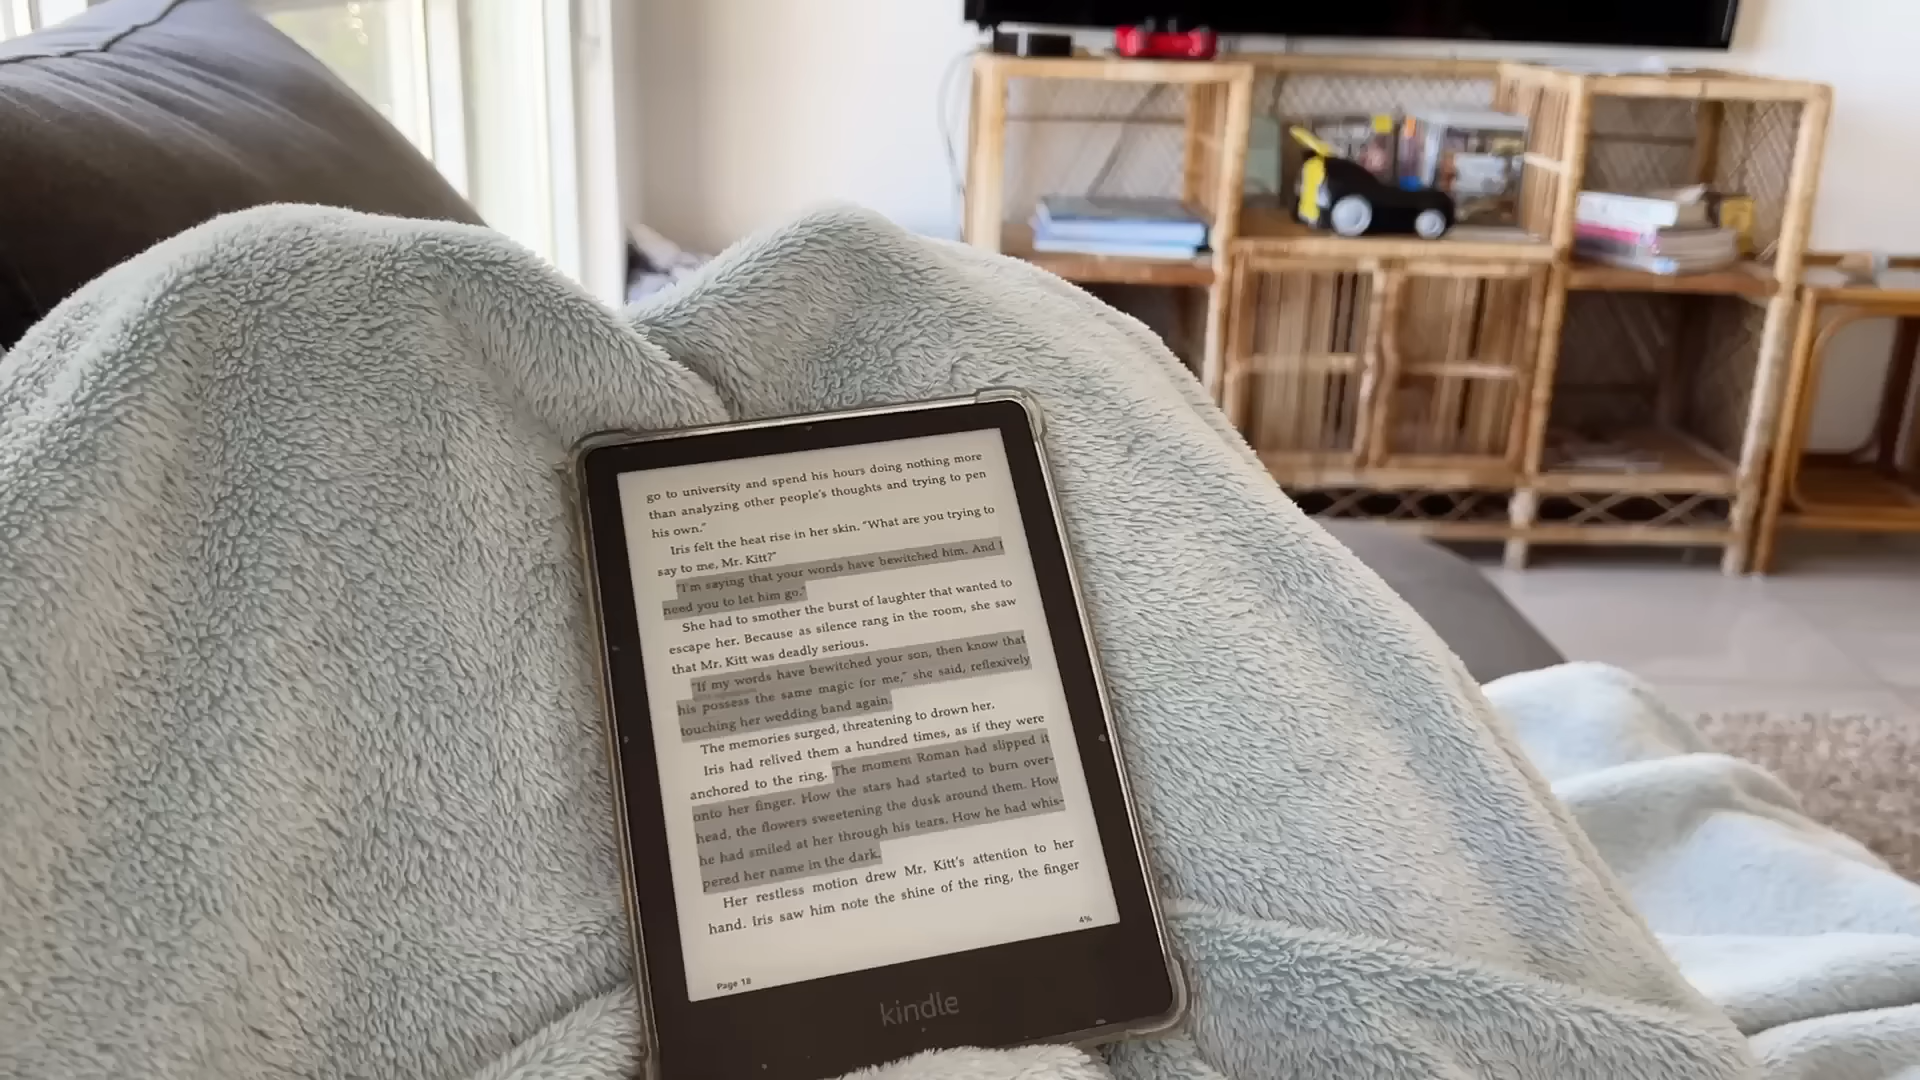 go to university and spend his hours doing nothing more
than analyzing other people's thoughts and trying to pen
his own."
Iris felt the heat rise in her skin. "What are you trying to
say to me, Mr. Kitt?"
"I'm saying that your words have bewitched him. And I
need you to let him go."
She had to smother the burst of laughter that wanted to
escape her. Because as silence rang in the room, she saw
that Mr. Kitt was deadly serious.
"If my words have bewitched your son, then know that
his possess the same magic for me," she said, reflexively
touching her wedding band again.
The memories surged, threatening to drown her.
Iris had relived them a hundred times, as if they were
anchored to the ring. The moment Roman had slipped it
onto her finger. How the stars had started to burn over-
head, the flowers sweetening the dusk around them. How
he had smiled at her through his tears. How he had whis-
pered her name in the dark.
Her restless motion drew Mr. Kitt's attention to her
hand. Iris saw him note the shine of the ring, the finger
Page 18 4%
kindle